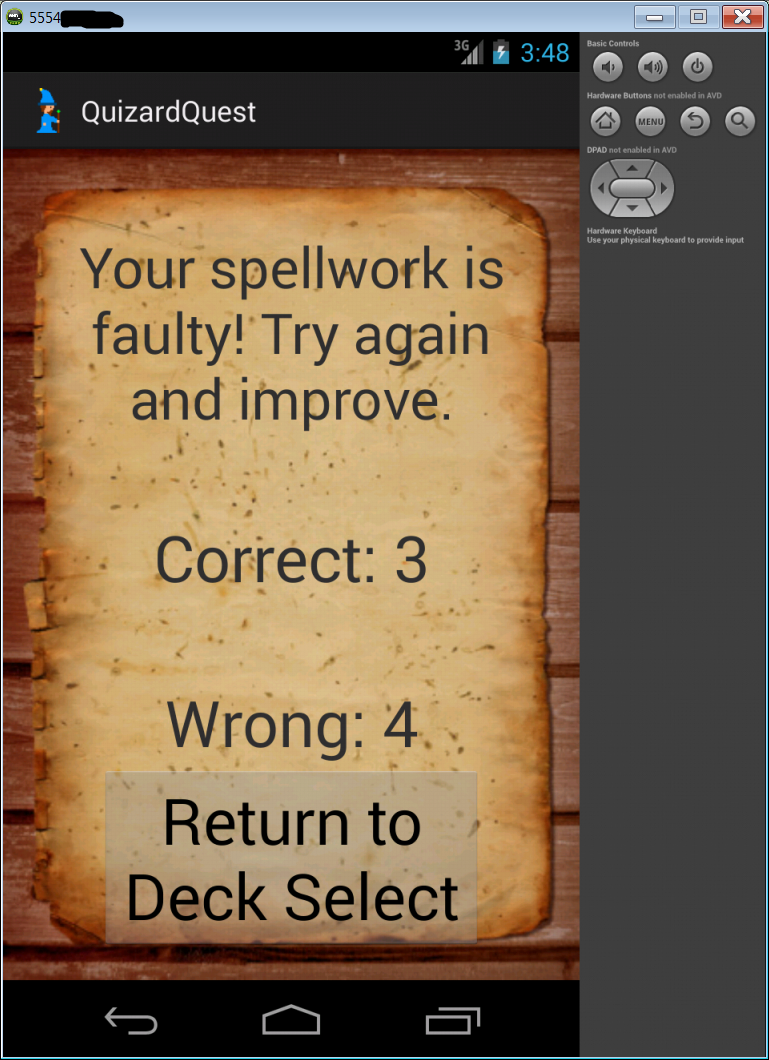 5554
3G
3:48
QuizardQuest
Your spellwork is
faulty! Try again
and improve.
Correct: 3
Wrong: 4
Return to
Deck Select
Basic Controls
Hardware Buttons not enabled in AVD
MENU
DPAD not enabled in AVD
Hardware Keyboard
Use your physical keyboard to provide input